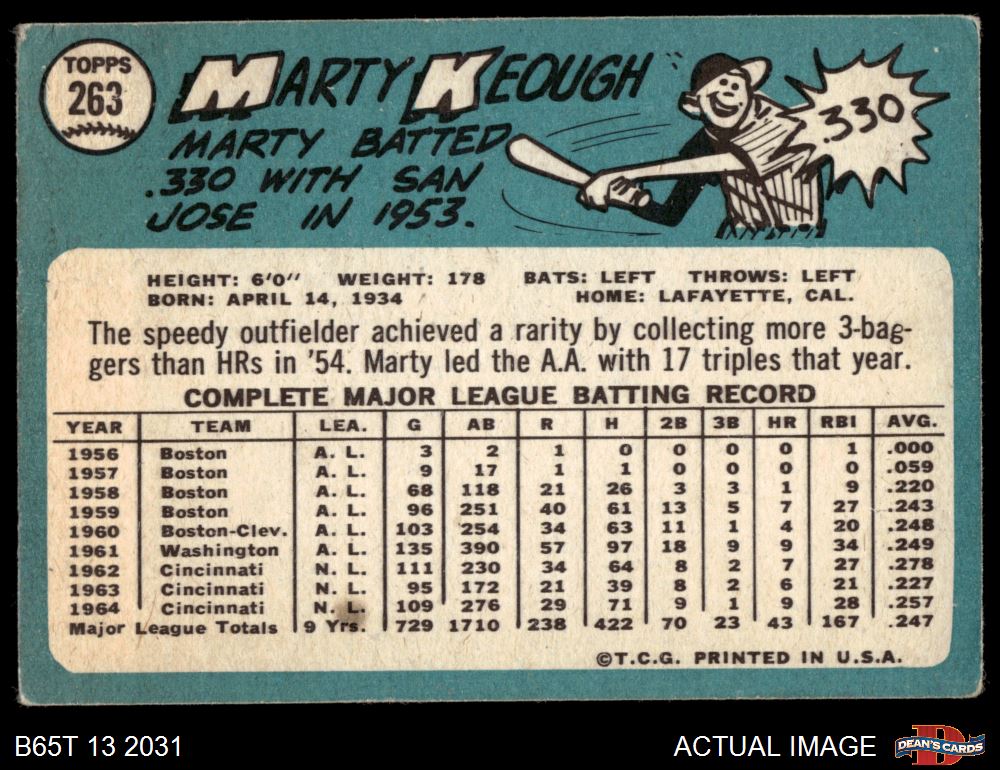 TOPPS
263
MARTY KEOUGH
MARTY BATTED
.330 WITH SAN
JOSE IN 1953.
.330
HEIGHT: 6'0" WEIGHT: 178 BATS: LEFT THROWS: LEFT
BORN: APRIL 14, 1934 HOME: LAFAYETTE, CAL.
The speedy outfielder achieved a rarity by collecting more 3-bag-
gers than HRs in '54. Marty led the A.A. with 17 triples that year.
COMPLETE MAJOR LEAGUE BATTING RECORD
YEAR TEAM LEA. G AB R H 2B 3B HR RBI AVG.
1956 Boston A. L. 3 2 1 0 0 0 0 1 .000
1957 Boston A. L. 9 17 1 1 0 0 0 0 .059
1958 Boston A. L. 68 118 21 26 3 3 1 9 .220
1959 Boston A. L. 96 251 40 61 13 5 7 27 .243
1960 Boston-Clev. A. L. 103 254 34 63 11 1 4 20 .248
1961 Washington A. L. 135 390 57 97 18 9 9 34 .249
1962 Cincinnati N. L. 111 230 34 64 8 2 7 27 .278
1963 Cincinnati N. L. 95 172 21 39 8 2 6 21 .227
1964 Cincinnati N. L. 109 276 29 71 9 1 9 28 .257
Major League Totals 9 Yrs. 729 1710 238 422 70 23 43 167 .247
©T.C.G. PRINTED IN U.S.A.
B65T 13 2031
ACTUAL IMAGE
D
DEAN'S CARDS